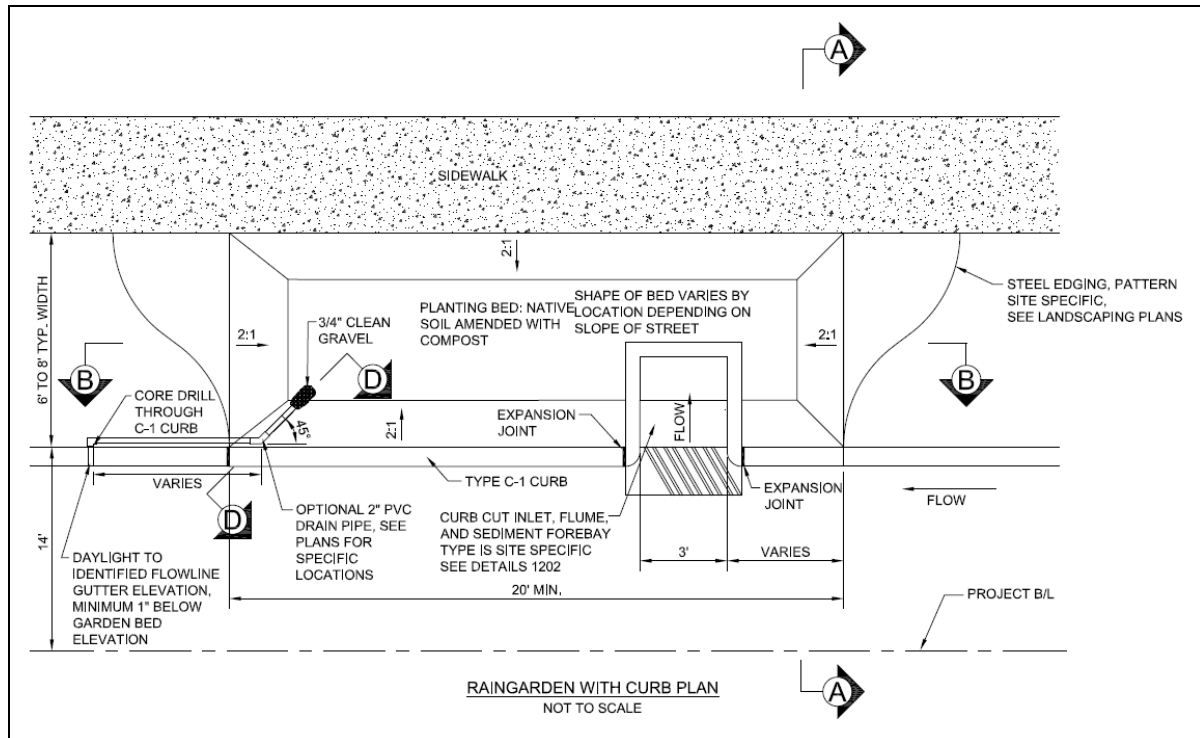 A
SIDEWALK
2:1
6' TO 8' TYP. WIDTH
STEEL EDGING, PATTERN
SITE SPECIFIC,
SEE LANDSCAPING PLANS
PLANTING BED: NATIVE
SOIL AMENDED WITH
COMPOST
SHAPE OF BED VARIES BY
LOCATION DEPENDING ON
SLOPE OF STREET
3/4" CLEAN
GRAVEL
2:1
2:1
B
D
B
CORE DRILL
THROUGH
C-1 CURB
45°
2:1
EXPANSION
JOINT
FLOW
VARIES
TYPE C-1 CURB
EXPANSION
JOINT
FLOW
D
OPTIONAL 2" PVC
DRAIN PIPE, SEE
PLANS FOR
SPECIFIC
LOCATIONS
CURB CUT INLET, FLUME,
AND SEDIMENT FOREBAY
TYPE IS SITE SPECIFIC
SEE DETAILS 1202
3'
VARIES
14'
DAYLIGHT TO
IDENTIFIED FLOWLINE
GUTTER ELEVATION,
MINIMUM 1" BELOW
GARDEN BED
ELEVATION
20' MIN.
PROJECT B/L
A
RAINGARDEN WITH CURB PLAN
NOT TO SCALE